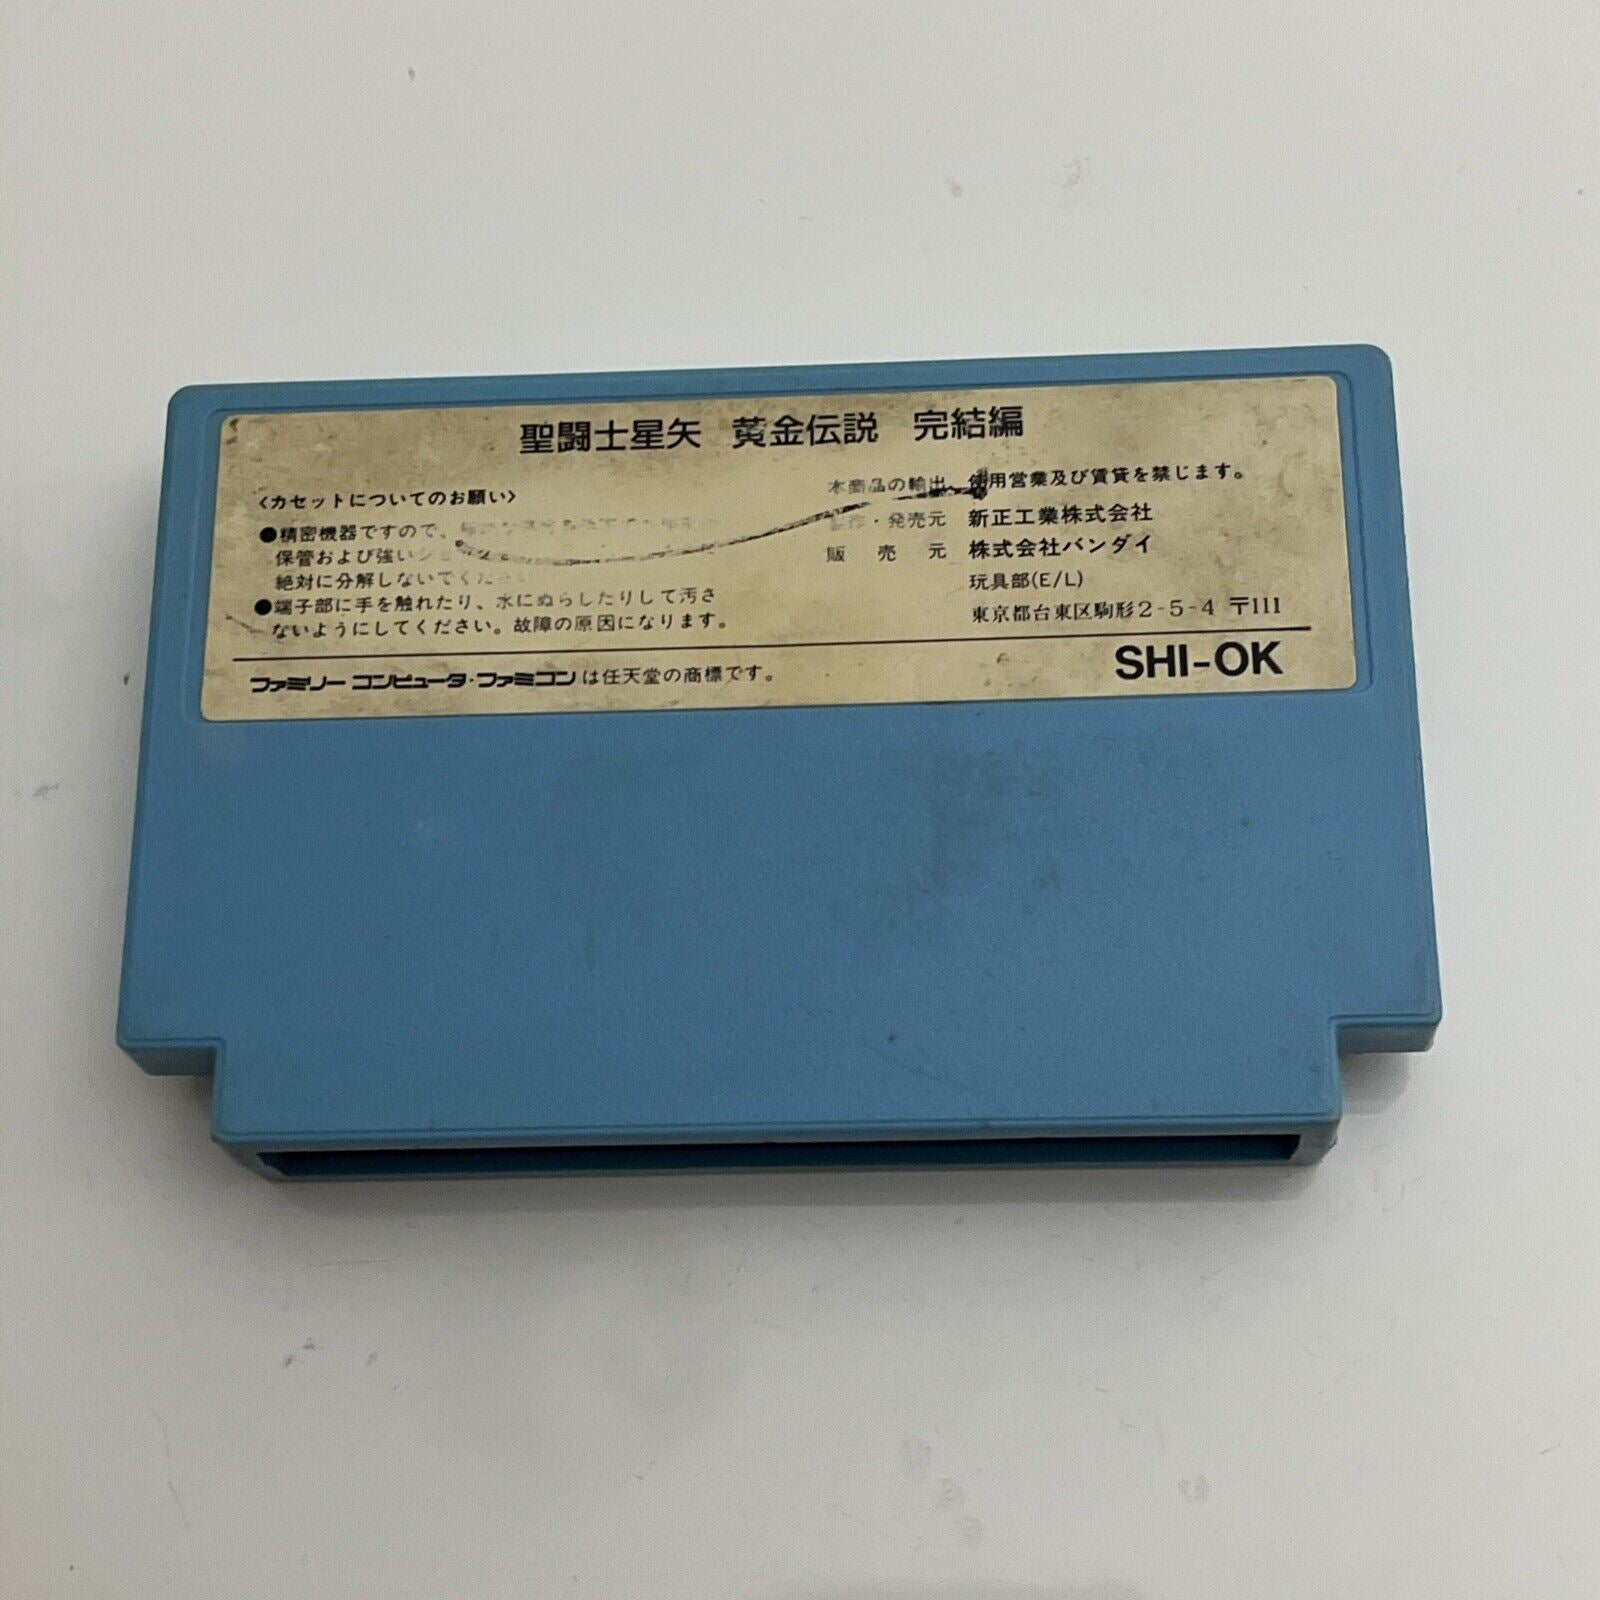 聖闘士星矢 黄金伝説 完結編
〈カセットについてのお願い〉
●精密機器ですので、
保管および強い
絶対に分解しないでくださ
●端子部に手を触れたり、水にぬらしたりして汚さ
ないようにしてください。故障の原因になります。
本商品の輸出、使用営業及び賃貸を禁じます。
作・発売元 新正工業株式会社
販売元 株式会社バンダイ
玩具部(E/L)
東京都台東区駒形2-5-4 〒111
ファミリーコンピュータ・ファミコンは任天堂の商標です。
SHI-OK